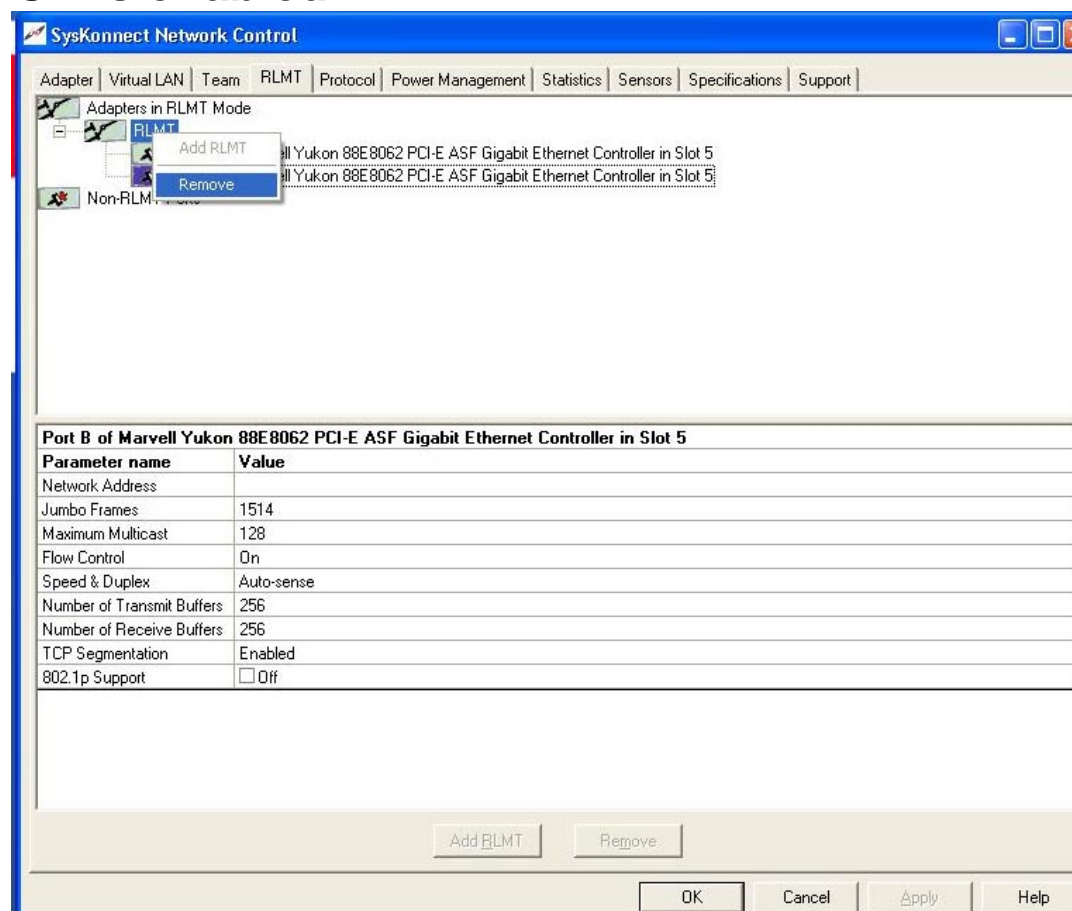 SysKonnect Network Control
Adapter Virtual LAN Team RLMT Protocol Power Management Statistics Sensors Specifications Support
Adapters in RLMT Mode
RLMT
Add RLMT
Yukon 88E8062 PCI-E ASF Gigabit Ethernet Controller in Slot 5
Remove
Yukon 88E8062 PCI-E ASF Gigabit Ethernet Controller in Slot 5
Port B of Marvell Yukon 88E8062 PCI-E ASF Gigabit Ethernet Controller in Slot 5
Parameter name Value
Network Address
Jumbo Frames 1514
Maximum Multicast 128
Flow Control On
Speed & Duplex Auto-sense
Number of Transmit Buffers 256
Number of Receive Buffers 256
TCP Segmentation Enabled
802.1p Support Off
Add RLMT Remove
OK Cancel Apply Help